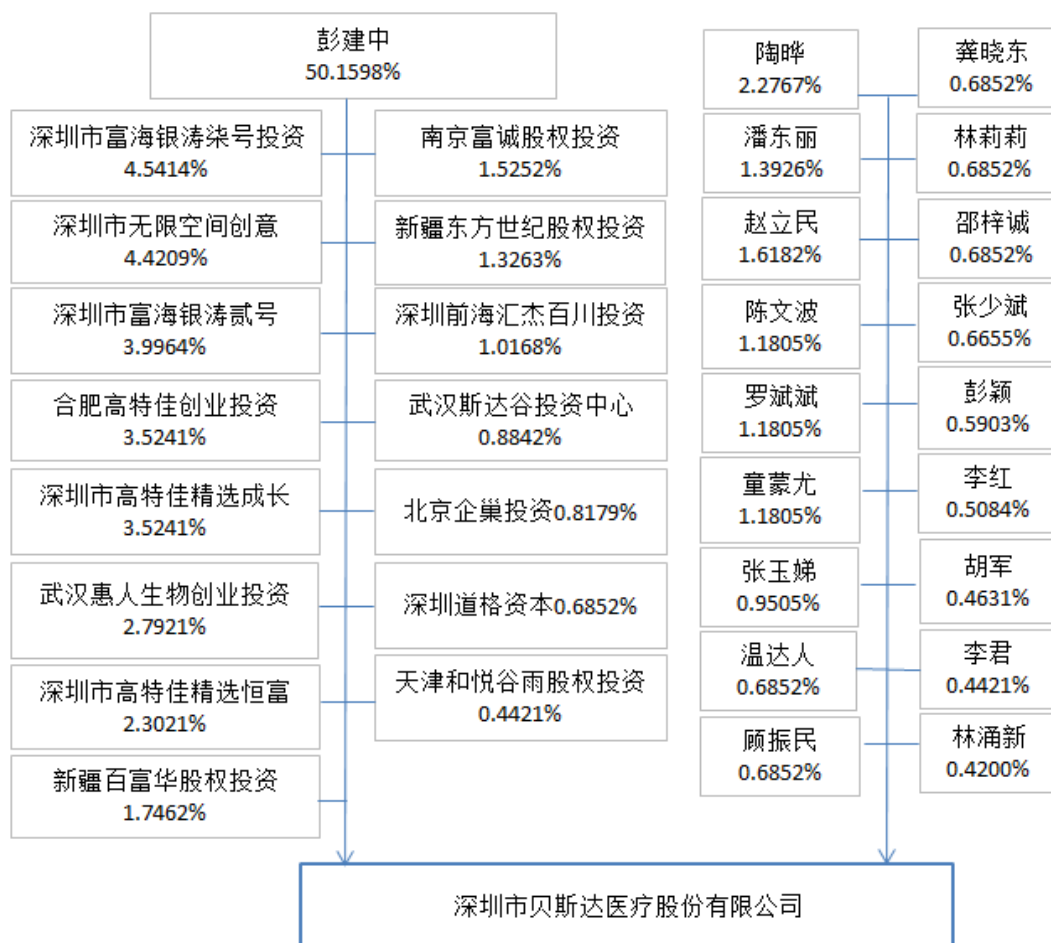 彭建中
50.1598%
深圳市富海银涛柒号投资
4.5414%
南京富诚股权投资
1.5252%
深圳市无限空间创意
4.4209%
新疆东方世纪股权投资
1.3263%
深圳市富海银涛贰号
3.9964%
深圳前海汇杰百川投资
1.0168%
合肥高特佳创业投资
3.5241%
武汉斯达谷投资中心
0.8842%
深圳市高特佳精选成长
3.5241%
北京企巢投资0.8179%
武汉惠人生物创业投资
2.7921%
深圳道格资本0.6852%
深圳市高特佳精选恒富
2.3021%
天津和悦谷雨股权投资
0.4421%
新疆百富华股权投资
1.7462%
陶晔
2.2767%
龚晓东
0.6852%
潘东丽
1.3926%
林莉莉
0.6852%
赵立民
1.6182%
邵梓诚
0.6852%
陈文波
1.1805%
张少斌
0.6655%
罗斌斌
1.1805%
彭颖
0.5903%
童蒙尤
1.1805%
李红
0.5084%
张玉娣
0.9505%
胡军
0.4631%
温达人
0.6852%
李君
0.4421%
顾振民
0.6852%
林涌新
0.4200%
深圳市贝斯达医疗股份有限公司